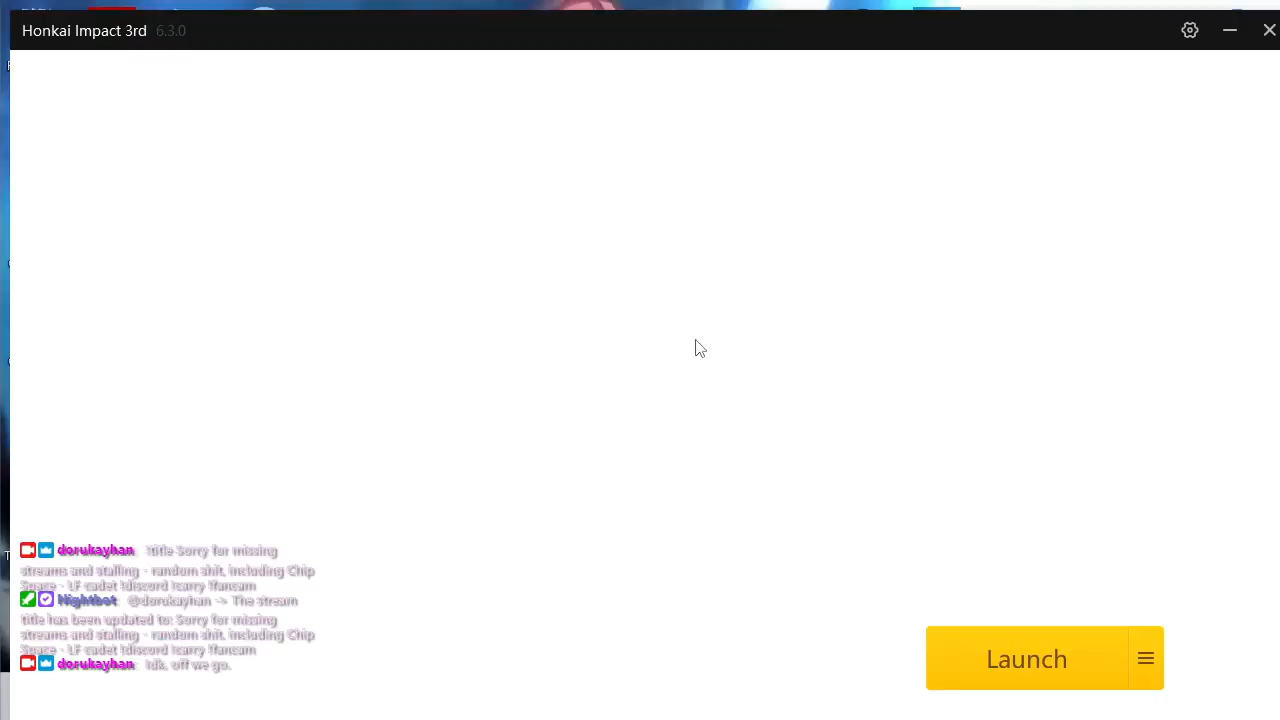 Honkai Impact 3rd 6.3.0
dorukayhan !title Sorry for missing
streams and stalling - random shit, including Chip
Space - LF cadet !discord !carry !fancam
Nightbot @dorukayhan -> The stream
title has been updated to: Sorry for missing
streams and stalling - random shit, including Chip
Space - LF cadet !discord !carry !fancam
dorukayhan Idk, off we go.
Launch